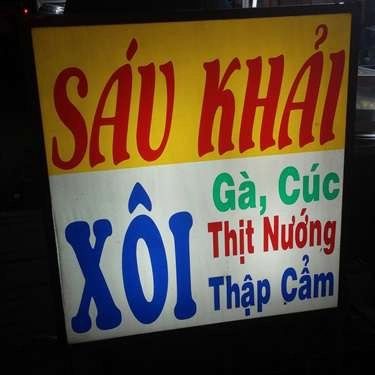 SÁU KHẢI
XÔI
Gà, Cúc
Thịt Nướng
Thập Cẩm